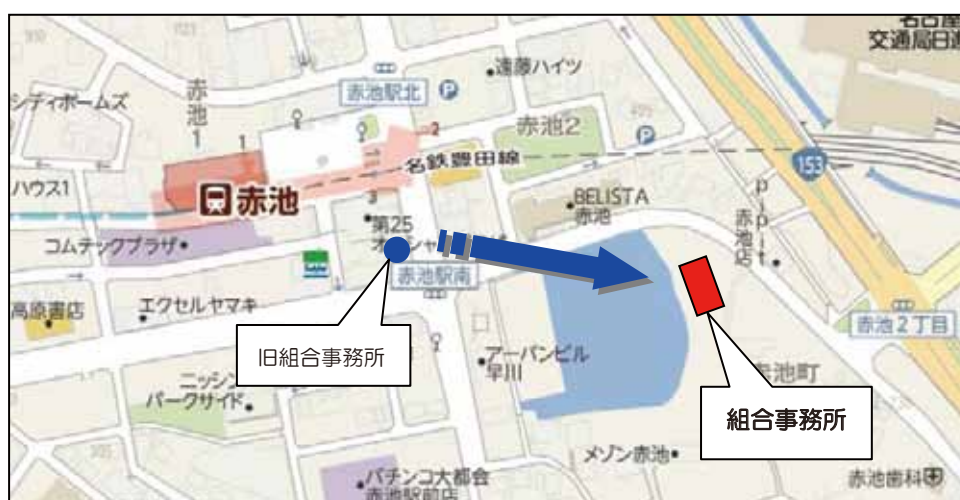 名古屋
交通局日進
遠藤ハイツ
赤池駅北
P
シティホームズ
赤池1
1
2
赤池2
P
名鉄豊田線
153
ハウス1
赤池
3
BELISTA
赤池
pipit
赤池店
第25
オーシャ
コムテックプラザ
赤池駅南
高原書店
エクセルヤマキ
旧組合事務所
赤池2丁目
アーバンビル
早川
赤池町
ニッシン
パークサイド
組合事務所
メゾン赤池
パチンコ大都会
赤池駅前店
赤池歯科